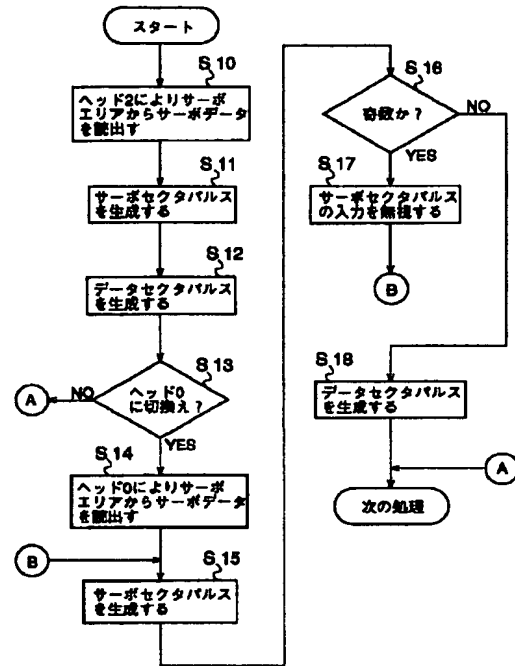 スタート
S10
ヘッド2によりサーボ
エリアからサーボデータ
を読出す
S11
サーボセクタパルス
を生成する
S12
データセクタパルス
を生成する
S13
ヘッド0
に切換え?
NO
A
YES
S14
ヘッド0によりサーボ
エリアからサーボデータ
を読出す
B
S15
サーボセクタパルス
を生成する
S16
奇数か?
NO
YES
S17
サーボセクタパルス
の入力を無視する
B
S18
データセクタパルス
を生成する
A
次の処理